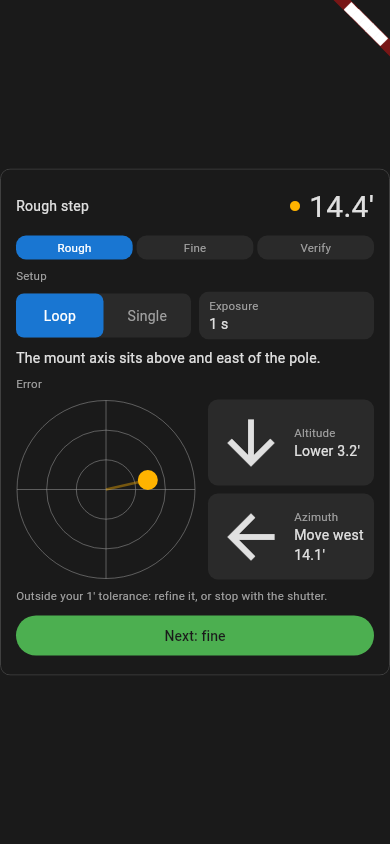 Rough step
14.4'
Rough
Fine
Verify
Setup
Loop
Single
Exposure
1 s
The mount axis sits above and east of the pole.
Error
Altitude
Lower 3.2'
Azimuth
Move west
14.1'
Outside your 1' tolerance: refine it, or stop with the shutter.
Next: fine